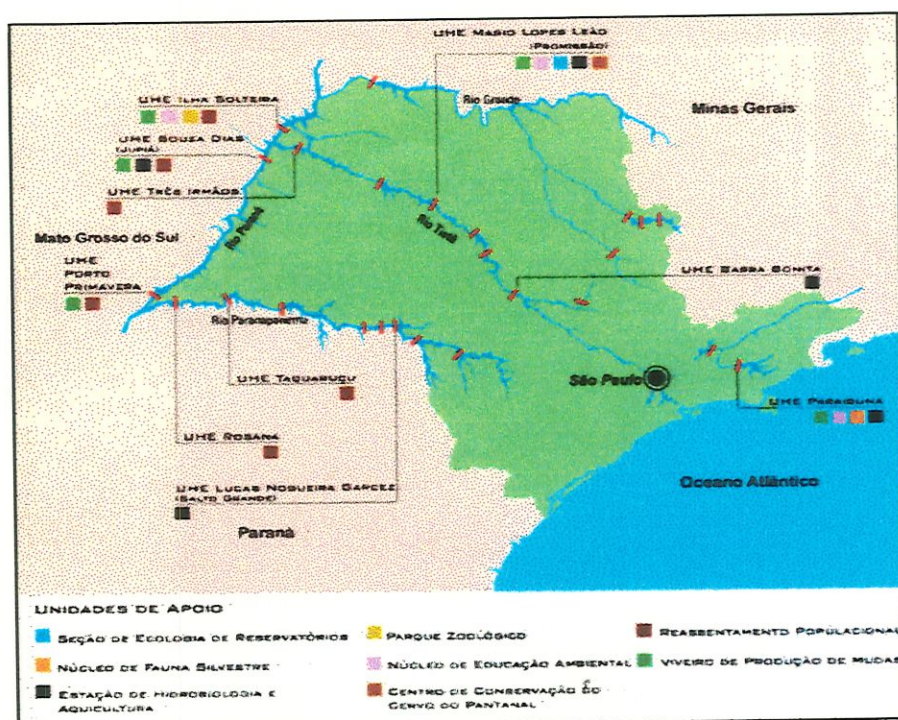 UHE MARIO LOPES LEÃO
(PROMISSÃO)
Rio Grande
Minas Gerais
UHE ILHA SOLTEIRA
UHE SOUZA DIAS
(JUPIÁ)
UHE TRÊS IRMÃOS
Rio Paraná
Rio Tietê
Mato Grosso do Sul
UHE
PORTO
PRIMAVERA
UHE BARRA BONITA
Rio Paranapanema
UHE TAQUARUÇU
São Paulo
UHE PARAIBUNA
UHE ROSANA
UHE LUCAS NOGUEIRA GARCEZ
(SALTO GRANDE)
Oceano Atlântico
Paraná
UNIDADES DE APOIO
SEÇÃO DE ECOLOGIA DE RESERVATÓRIOS
PARQUE ZOOLÓGICO
REASSENTAMENTO POPULACIONAL
NÚCLEO DE FAUNA SILVESTRE
NÚCLEO DE EDUCAÇÃO AMBIENTAL
VIVEIRO DE PRODUÇÃO DE MUDAS
ESTAÇÃO DE HIDROBIOLOGIA E
AQUICULTURA
CENTRO DE CONSERVAÇÃO DO
CERVO DO PANTANAL